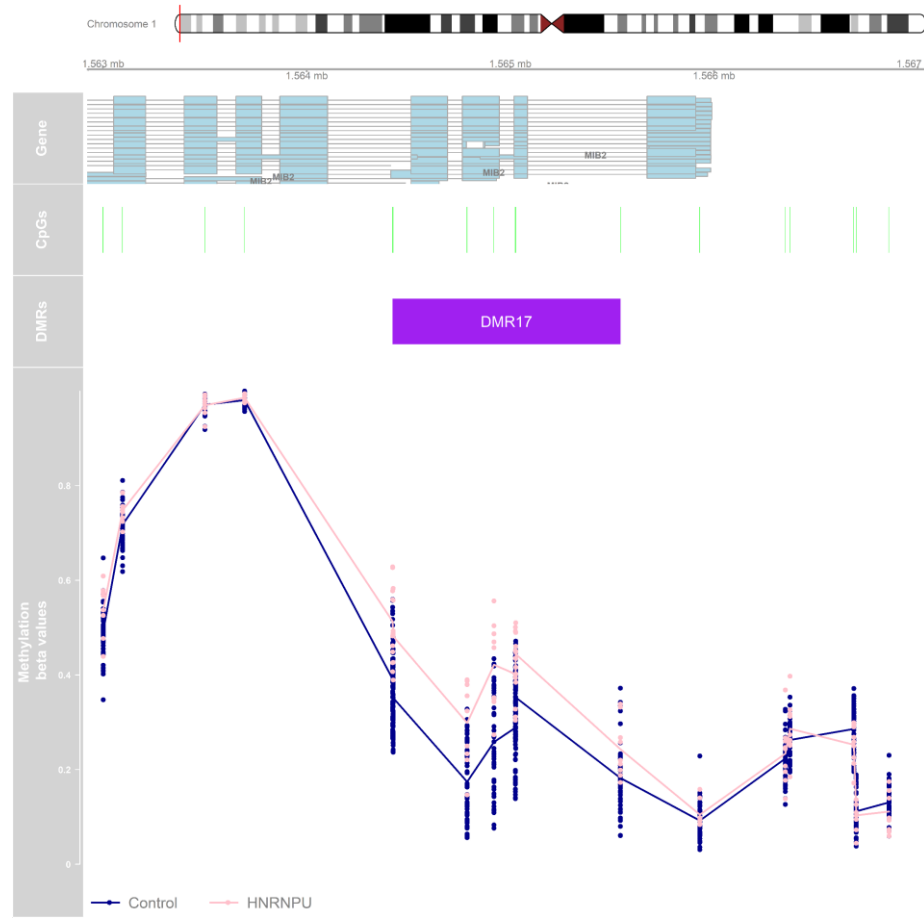 Chromosome 1
1.563 mb
1.564 mb
1.565 mb
1.566 mb
1.567
Gene
MIB2
MIB2
MIB2
MIB2
CpGs
DMRs
DMR17
Methylation
beta values
0.8
0.6
0.4
0.2
0
Control
HNRNPU